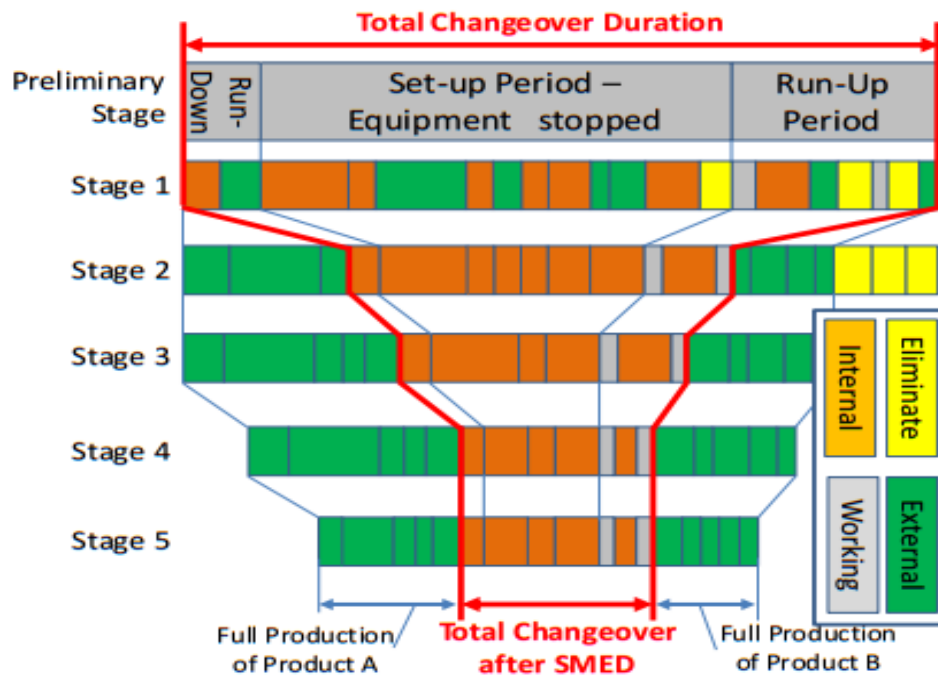 Total Changeover Duration
Preliminary
Stage
Run-
Down
Set-up Period –
Equipment stopped
Run-Up
Period
Stage 1
Stage 2
Stage 3
Stage 4
Stage 5
Internal
Eliminate
Working
External
Full Production
of Product A
Total Changeover
after SMED
Full Production
of Product B